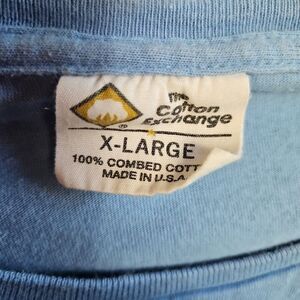 The
Cotton
Exchange
®
X-LARGE
100% COMBED COTT
MADE IN U.S.A